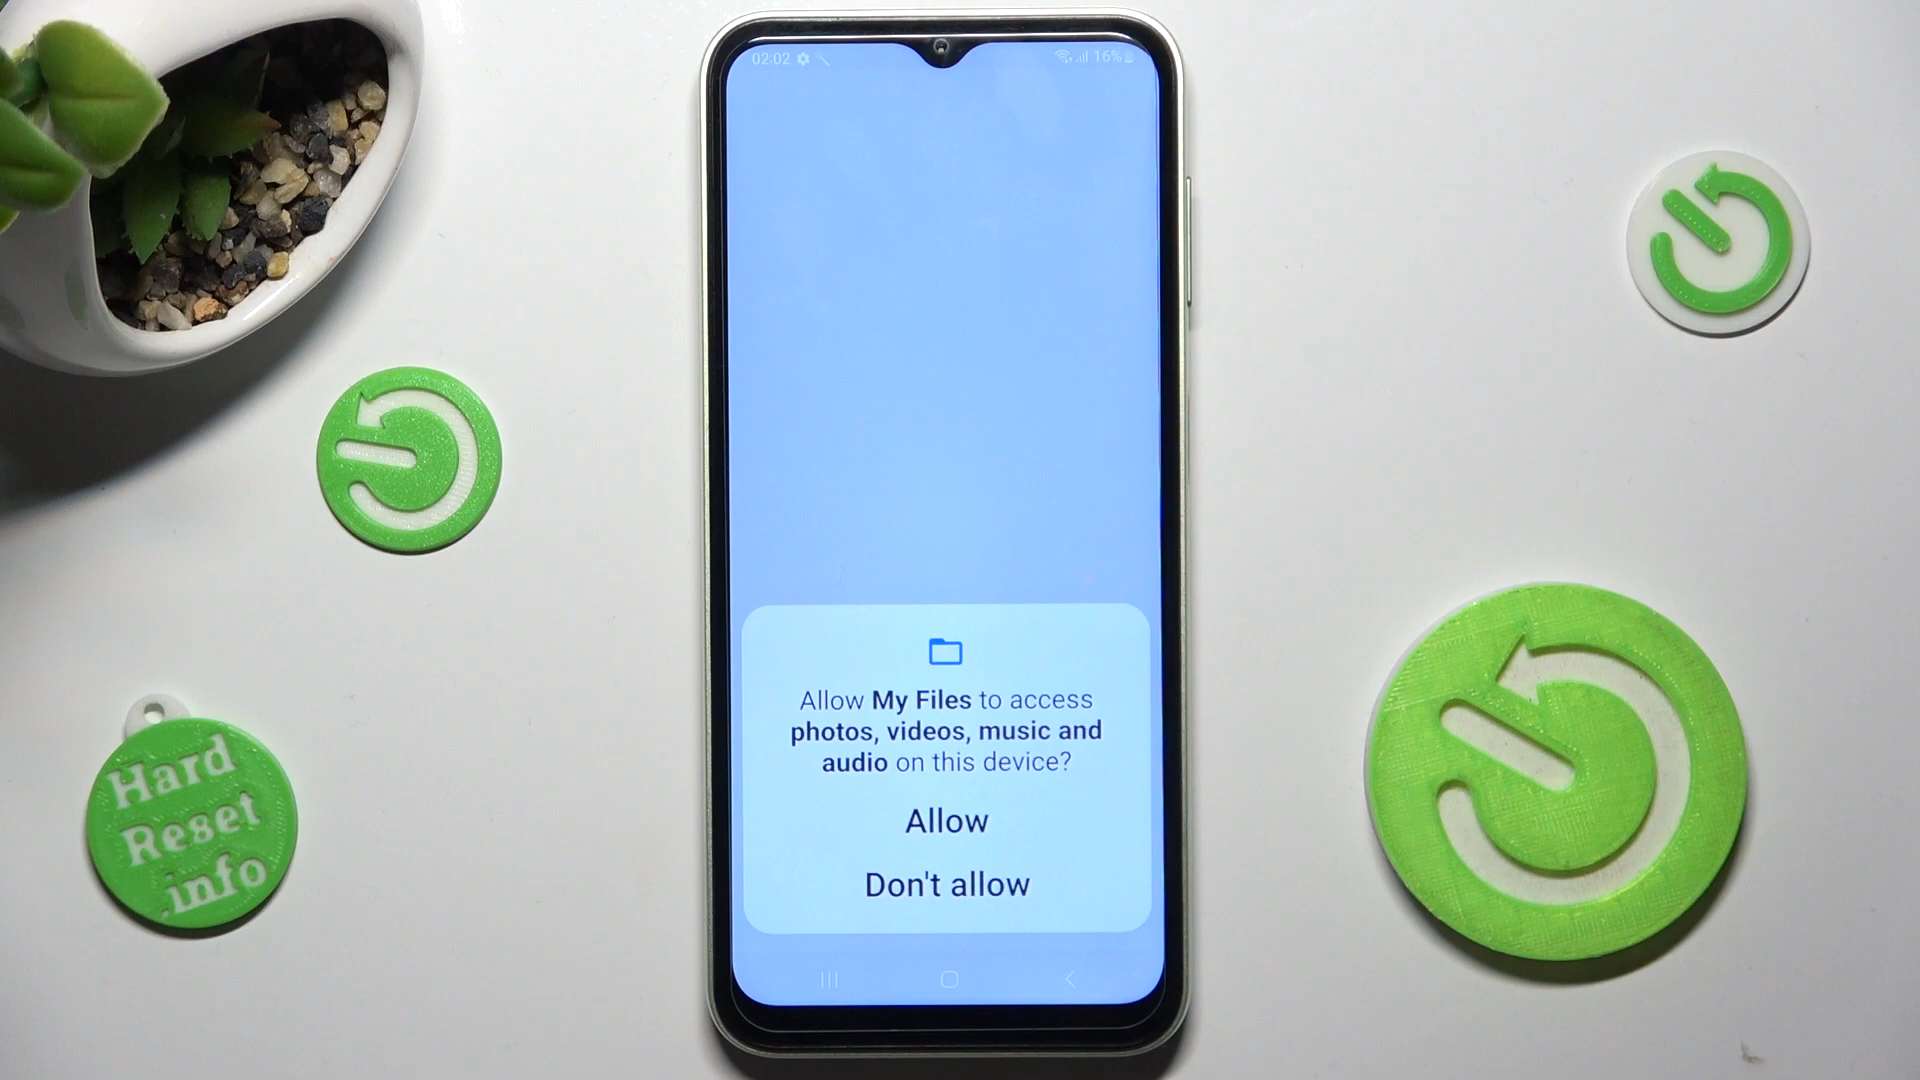 02:02
16%
Allow My Files to access
photos, videos, music and
audio on this device?
Allow
Don't allow
Hard
Reset
.info